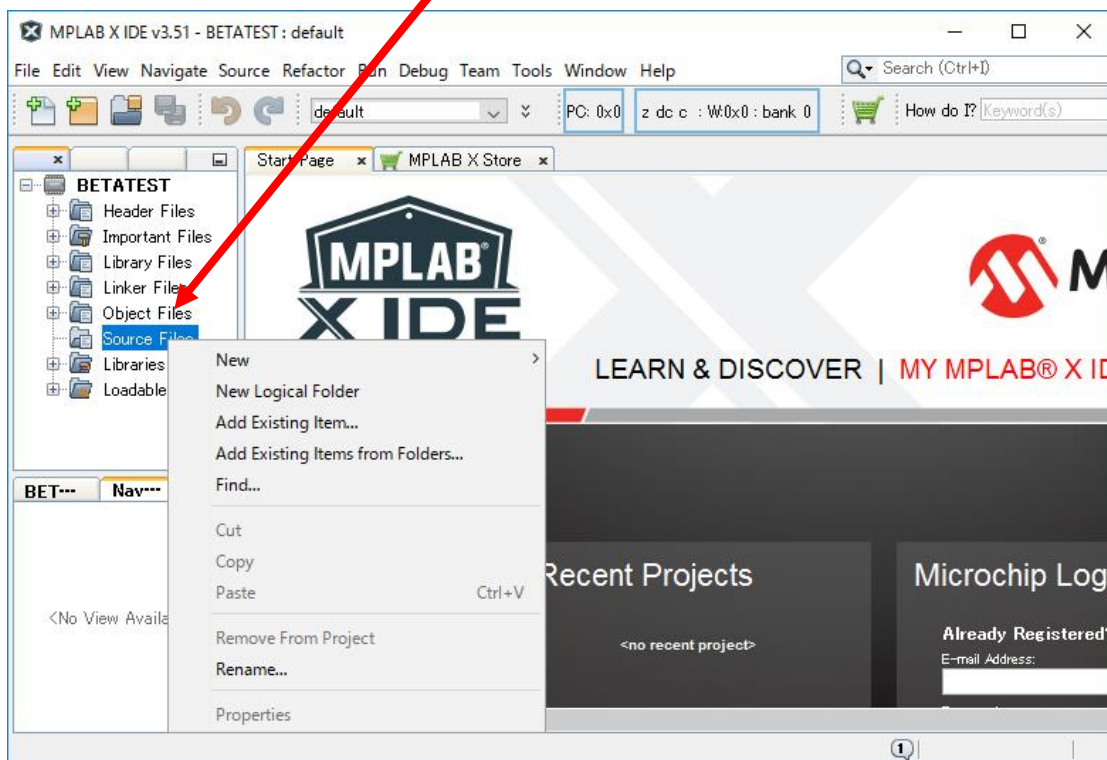 MPLAB X IDE v3.51 - BETATEST : default
File Edit View Navigate Source Refactor Run Debug Team Tools Window Help
Search (Ctrl+I)
default
PC: 0x0
z dc c : W:0x0 : bank 0
How do I? Keyword(s)
Start Page
MPLAB X Store
BETATEST
Header Files
Important Files
Library Files
Linker Files
Object Files
Source Files
Libraries
Loadable
MPLAB®
X IDE
M
LEARN & DISCOVER | MY MPLAB® X ID
New
New Logical Folder
Add Existing Item...
Add Existing Items from Folders...
Find...
Cut
Copy
Paste Ctrl+V
Remove From Project
Rename...
Properties
BET...
Nav...
<No View Availa
Recent Projects
<no recent project>
Microchip Log
Already Registered?
E-mail Address:
1